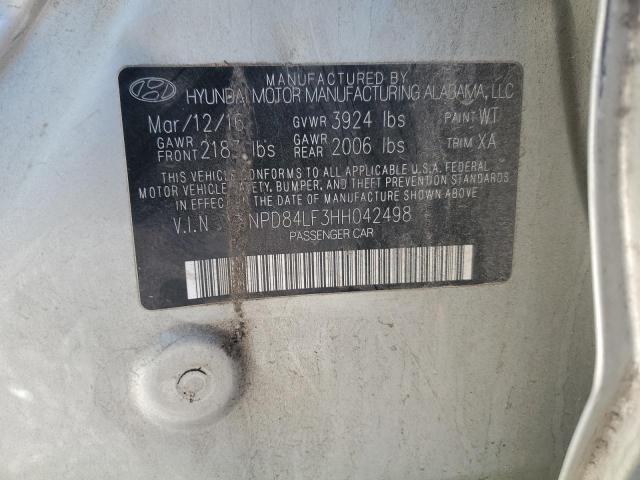 MANUFACTURED BY
HYUNDAI MOTOR MANUFACTURING ALABAMA, LLC
Mar/12/16 GVWR 3924 lbs PAINT WT
GAWR FRONT lbs GAWR REAR 2006 lbs TRIM XA
THIS VEHICLE CONFORMS TO ALL APPLICABLE U.S.A. FEDERAL
MOTOR VEHICLE SAFETY, BUMPER, AND THEFT PREVENTION STANDARDS
IN EFFECT ON THE DATE OF MANUFACTURE SHOWN ABOVE.
V.I.N NPD84LF3HH042498
PASSENGER CAR